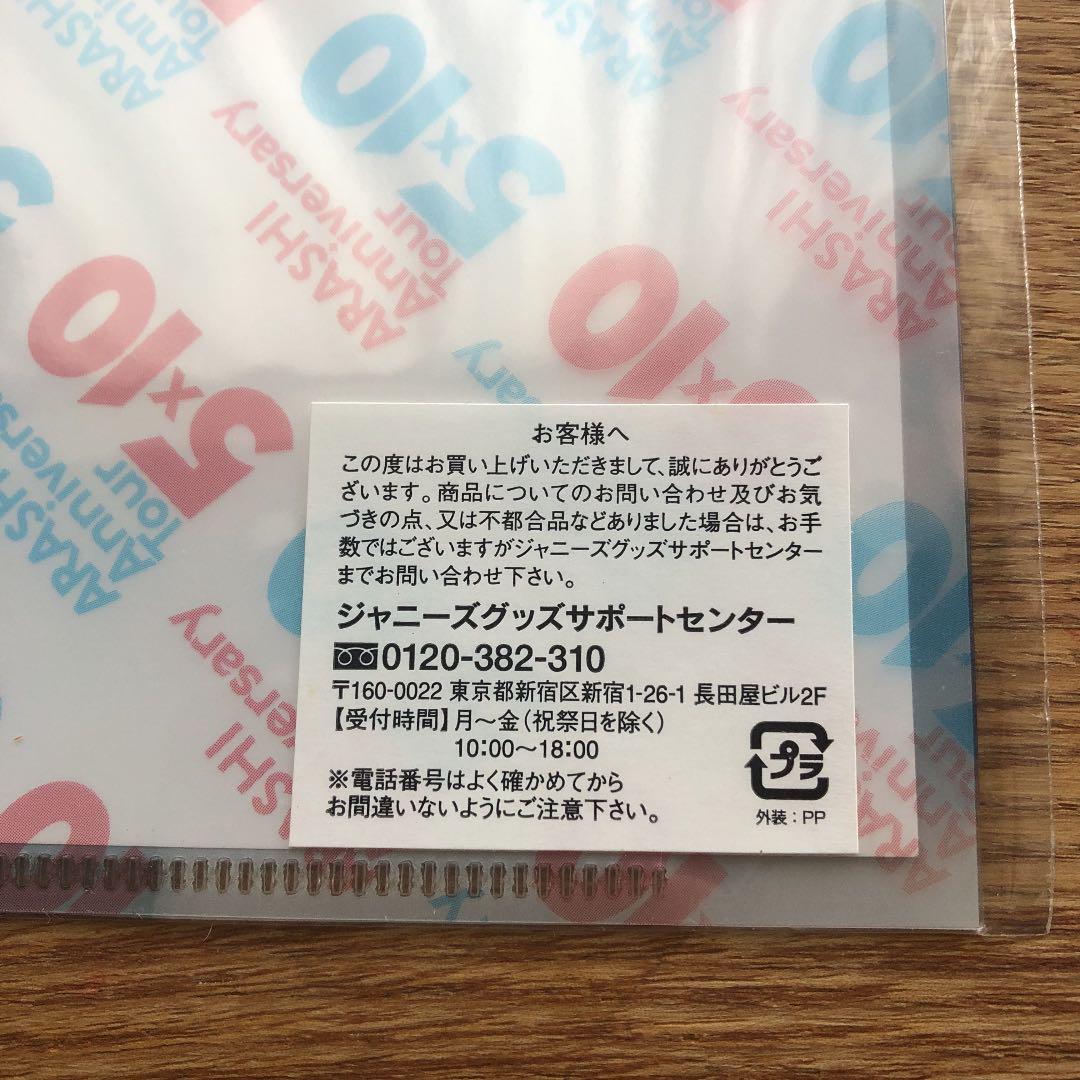 ARASHI
Anniversary
Tour
5×10
お客様へ
この度はお買い上げいただきまして、誠にありがとうご
ざいます。商品についてのお問い合わせ及びお気
づきの点、又は不都合品などありました場合は、お手
数ではございますがジャニーズグッズサポートセンター
までお問い合わせ下さい。
ジャニーズグッズサポートセンター
0120-382-310
〒160-0022 東京都新宿区新宿1-26-1 長田屋ビル2F
【受付時間】月～金（祝祭日を除く）
10:00～18:00
※電話番号はよく確かめてから
お間違いないようにご注意下さい。
プラ
外装：PP